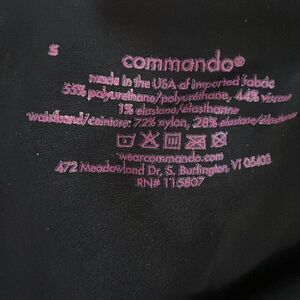 S
commando®
made in the USA of imported fabric
55% polyurethane/polyuréthane, 44% viscose
1% elastane/élasthanne
waistband/ceinture: 72% nylon, 28% elastane/élasthanne
wearcommando.com
472 Meadowland Dr, S. Burlington, VT 05403
RN# 115807